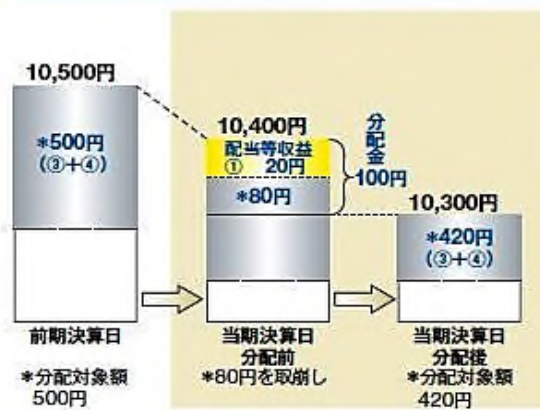 10,500円
*500円
(③+④)
前期決算日
*分配対象額
500円
10,400円
配当等収益
① 20円
*80円
分配金
100円
当期決算日
分配前
*80円を取崩し
10,300円
*420円
(③+④)
当期決算日
分配後
*分配対象額
420円